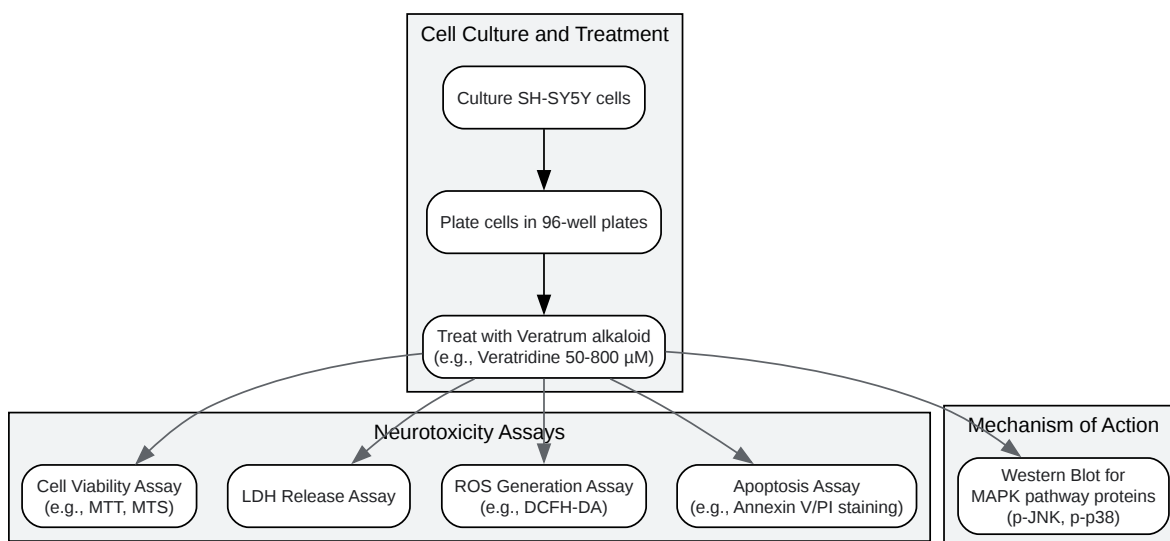 Cell Culture and Treatment
Culture SH-SY5Y cells
Plate cells in 96-well plates
Treat with Veratrum alkaloid
(e.g., Veratridine 50-800 µM)
Neurotoxicity Assays
Cell Viability Assay
(e.g., MTT, MTS)
LDH Release Assay
ROS Generation Assay
(e.g., DCFH-DA)
Apoptosis Assay
(e.g., Annexin V/PI staining)
Mechanism of Action
Western Blot for
MAPK pathway proteins
(p-JNK, p-p38)